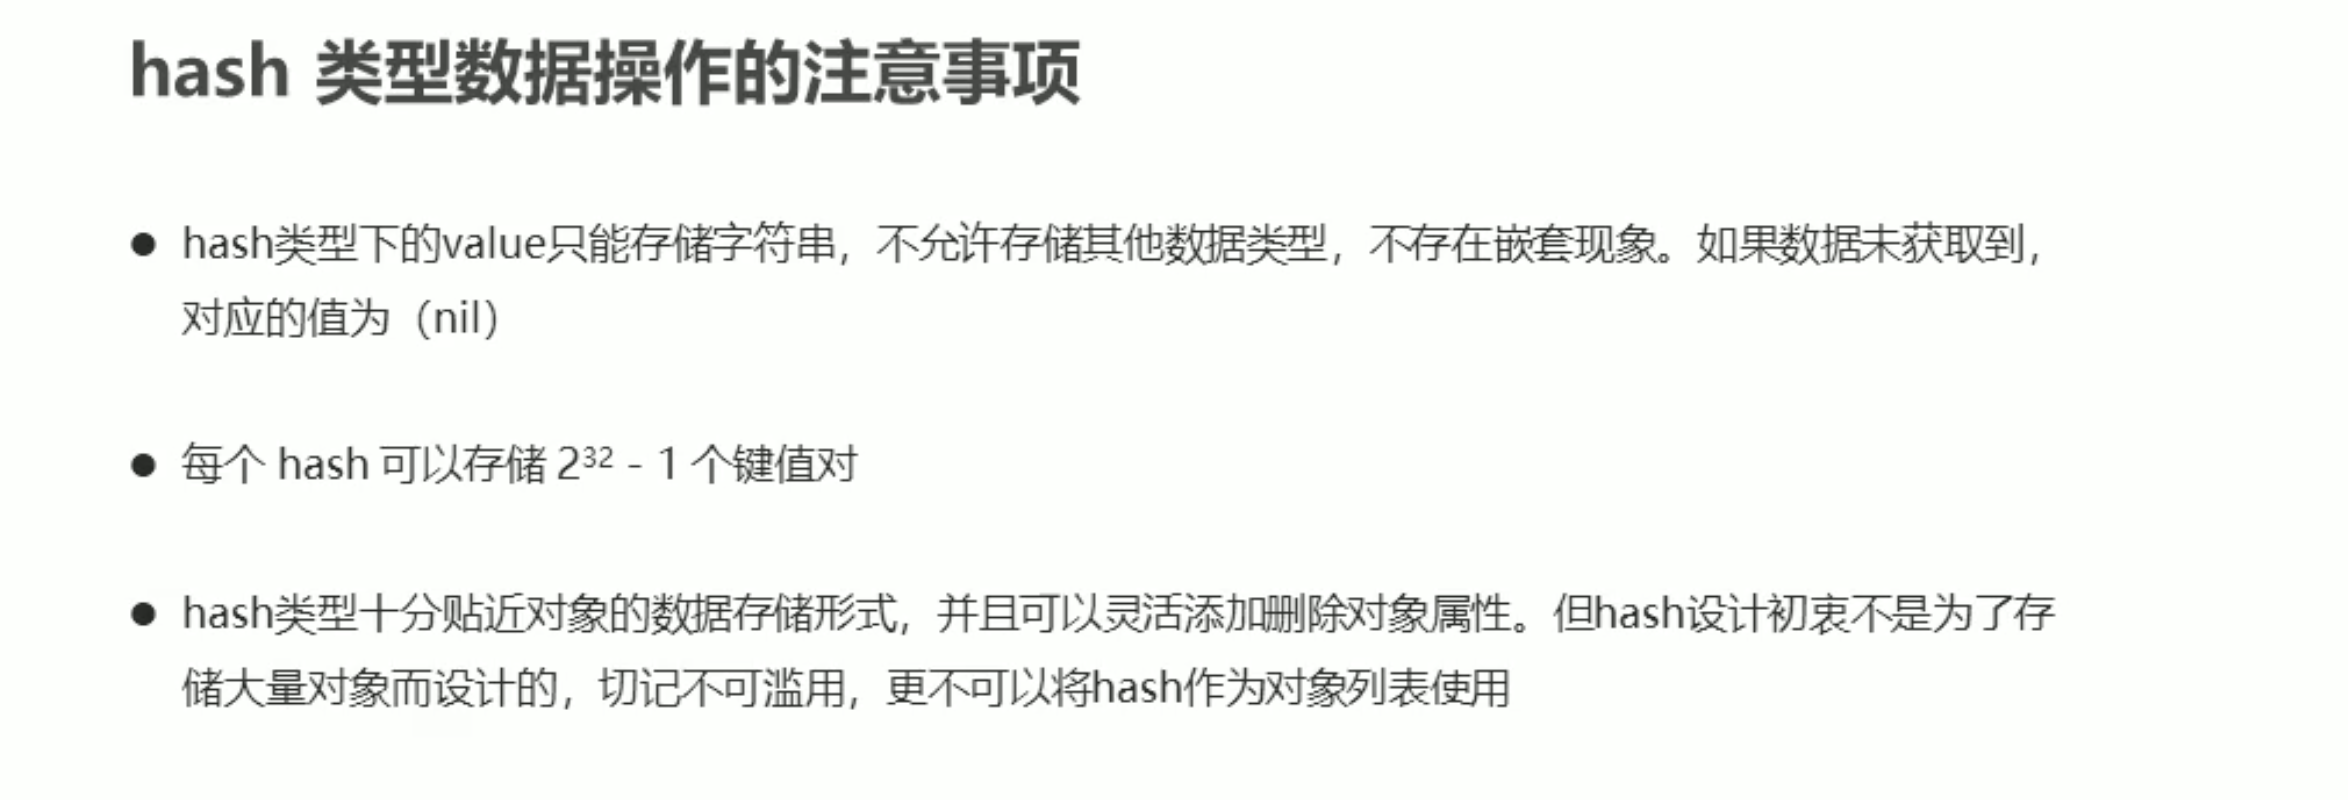 hash 类型数据操作的注意事项
● hash类型下的value只能存储字符串，不允许存储其他数据类型，不存在嵌套现象。如果数据未获取到，
对应的值为（nil）
● 每个 hash 可以存储 2³² - 1 个键值对
● hash类型十分贴近对象的数据存储形式，并且可以灵活添加删除对象属性。但hash设计初衷不是为了存
储大量对象而设计的，切记不可滥用，更不可以将hash作为对象列表使用